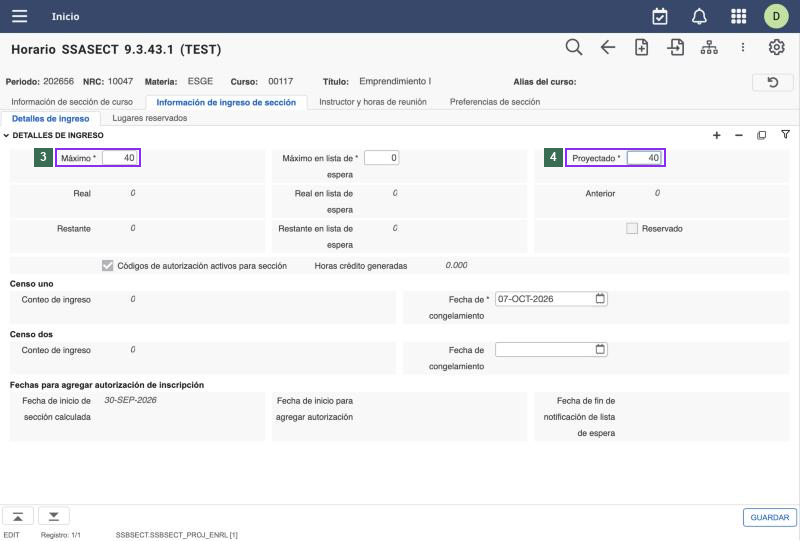 Inicio
D
Horario SSASECT 9.3.43.1 (TEST)
Periodo: 202656 NRC: 10047 Materia: ESGE Curso: 00117 Título: Emprendimiento I Alias del curso:
Información de sección de curso Información de ingreso de sección Instructor y horas de reunión Preferencias de sección
Detalles de ingreso Lugares reservados
DETALLES DE INGRESO
3 Máximo * 40 Máximo en lista de * 0 4 Proyectado * 40
espera
Real 0 Real en lista de 0 Anterior 0
espera
Restante 0 Restante en lista de 0 Reservado
espera
Códigos de autorización activos para sección Horas crédito generadas 0.000
Censo uno
Conteo de ingreso 0 Fecha de * 07-OCT-2026
congelamiento
Censo dos
Conteo de ingreso 0 Fecha de
congelamiento
Fechas para agregar autorización de inscripción
Fecha de inicio de 30-SEP-2026 Fecha de inicio para Fecha de fin de
sección calculada agregar autorización notificación de lista
de espera
GUARDAR
EDIT Registro: 1/1 SSBSECT.SSBSECT_PROJ_ENRL [1]